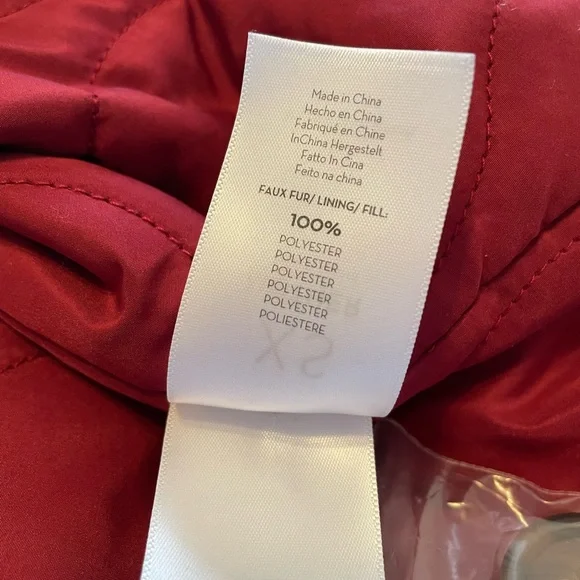 Made in China
Hecho en China
Fabriqué en Chine
InChina Hergestelt
Fatto In Cina
Feito na china
FAUX FUR/ LINING/ FILL:
100%
POLYESTER
POLYESTER
POLYESTER
POLYESTER
POLYESTER
POLIESTERE